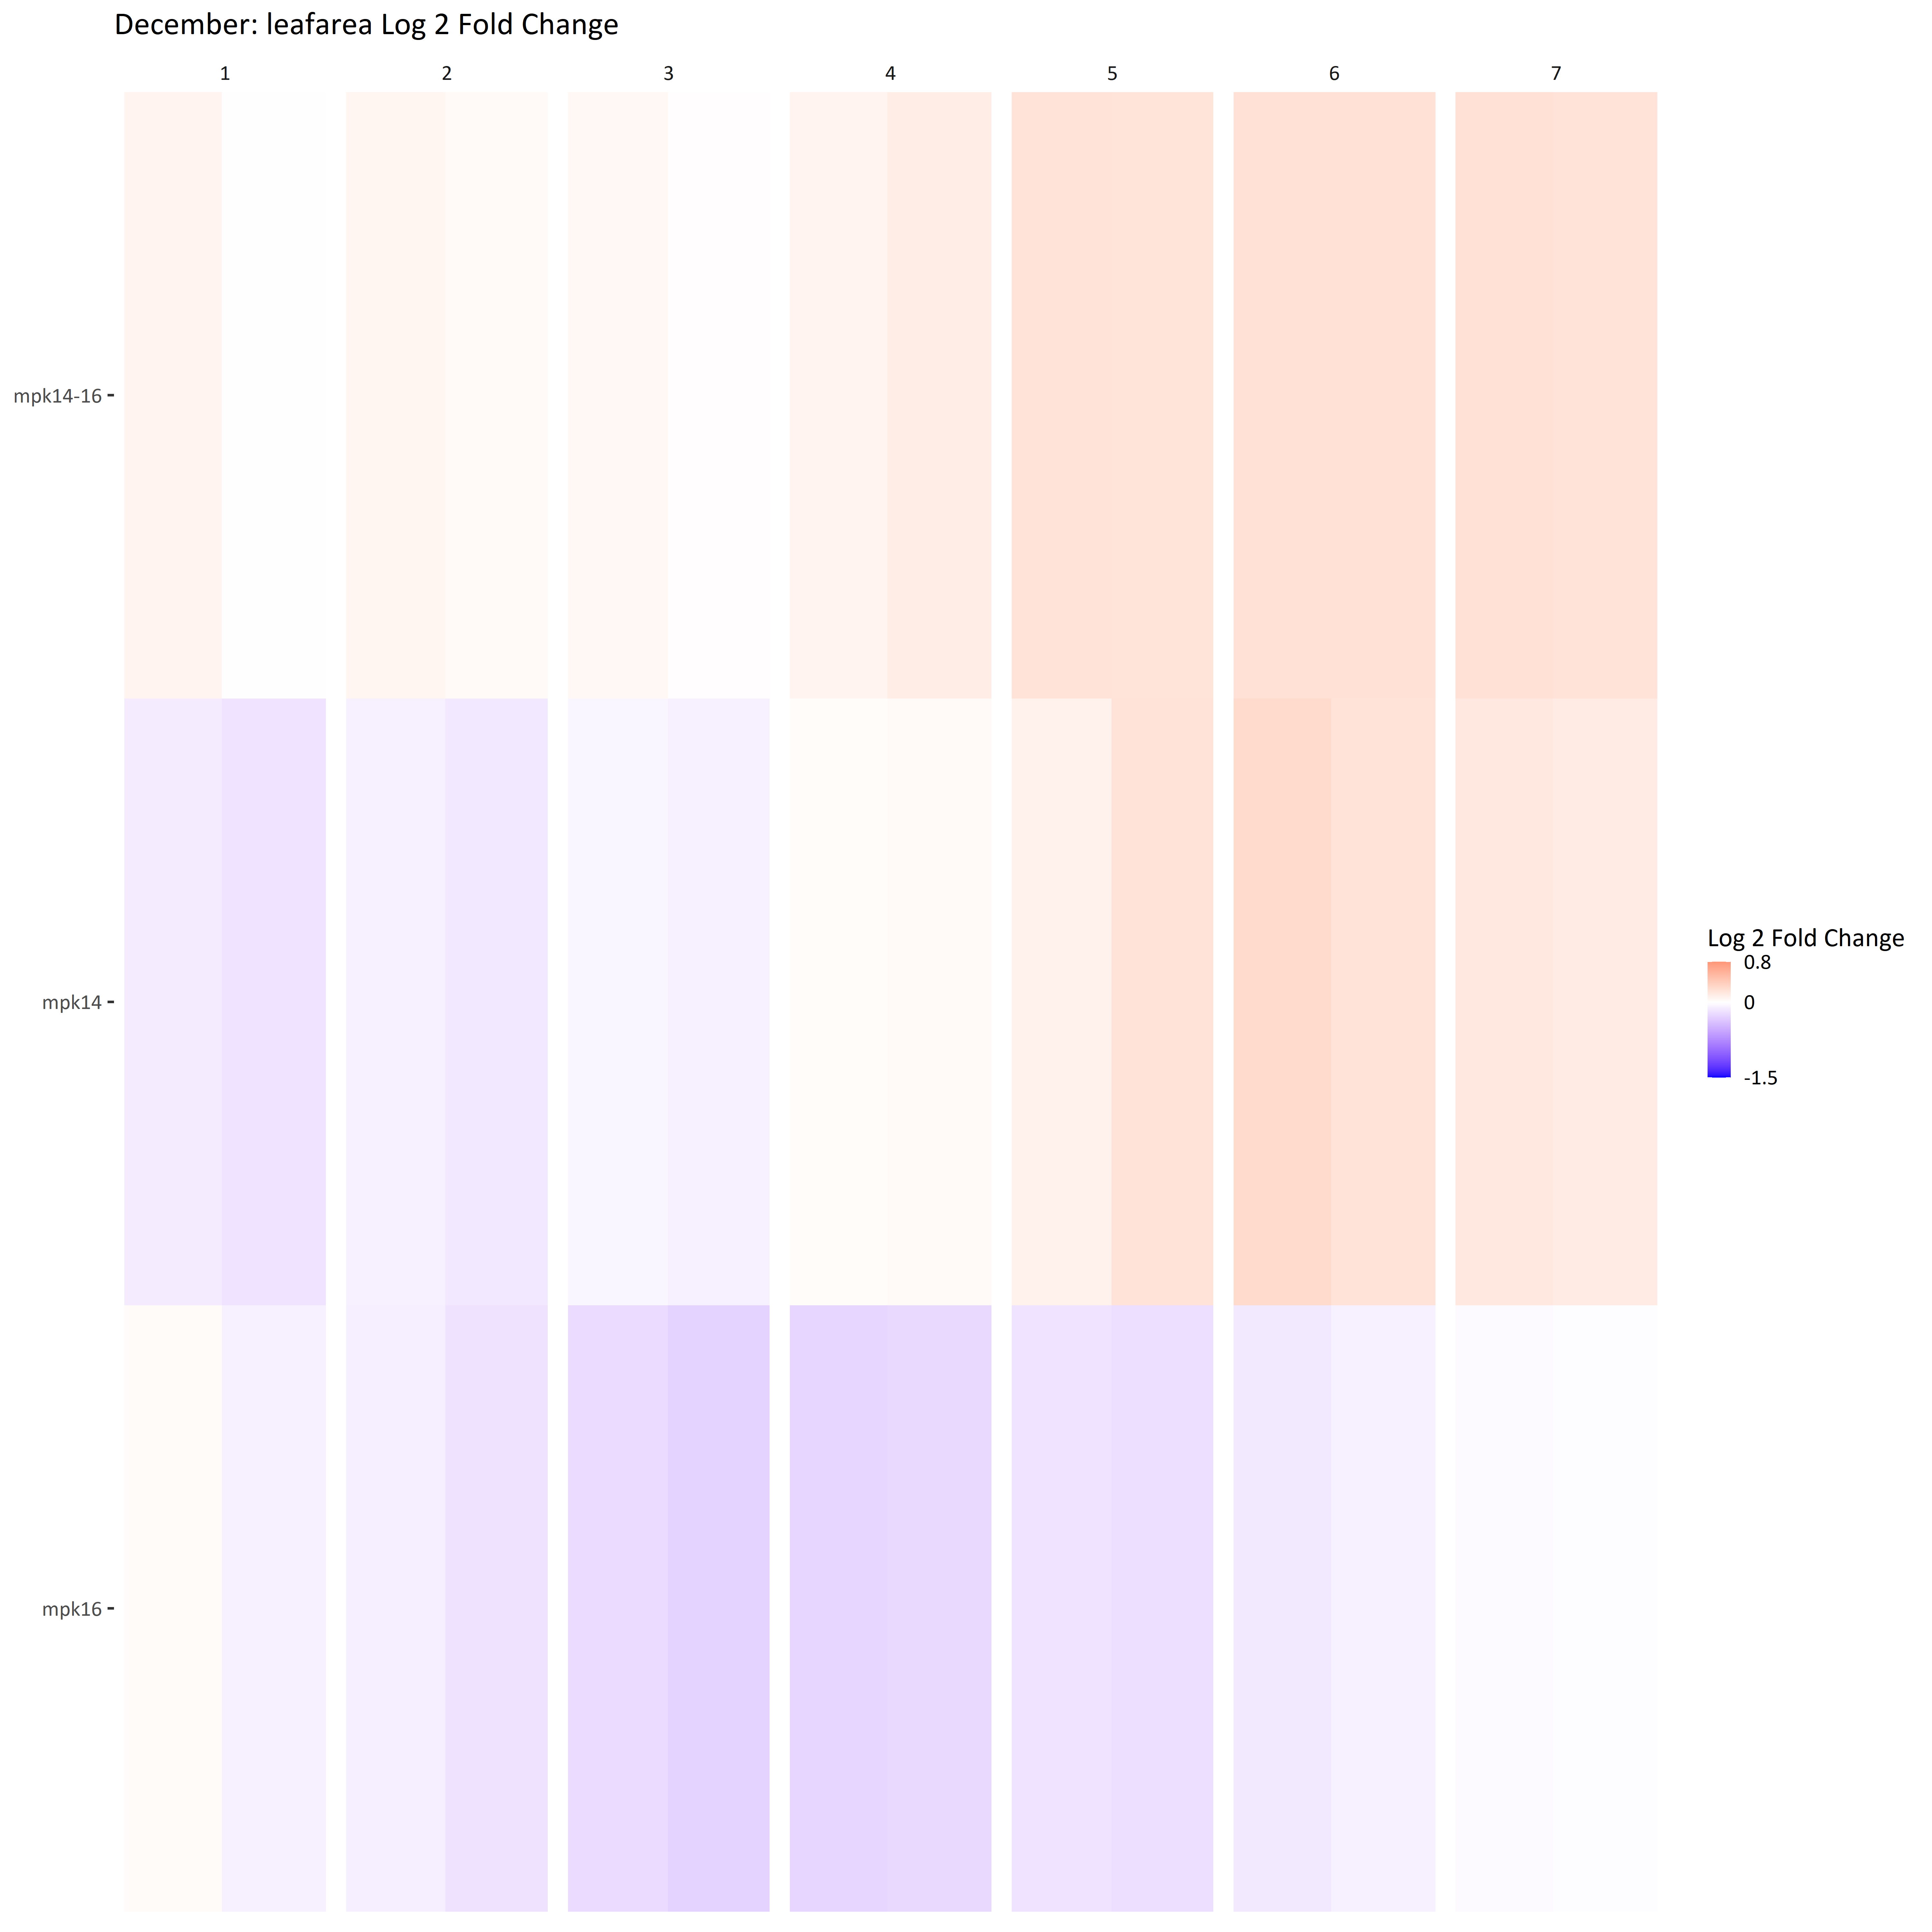 December: leafarea Log 2 Fold Change
1 2 3 4 5 6 7
mpk14-16
mpk14
mpk16
Log 2 Fold Change
0.8
0
-1.5